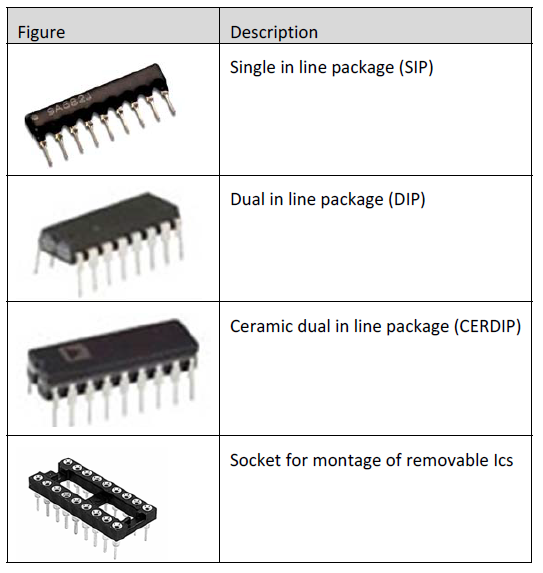 Figure Description
9A682J
Single in line package (SIP)
Dual in line package (DIP)
Ceramic dual in line package (CERDIP)
Socket for montage of removable Ics